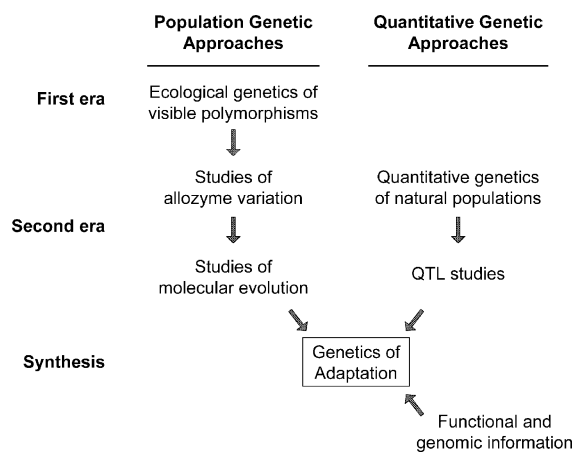 Population Genetic
Approaches
Quantitative Genetic
Approaches
First era
Ecological genetics of
visible polymorphisms
Second era
Studies of
allozyme variation
Quantitative genetics
of natural populations
Studies of
molecular evolution
QTL studies
Synthesis
Genetics of
Adaptation
Functional and
genomic information